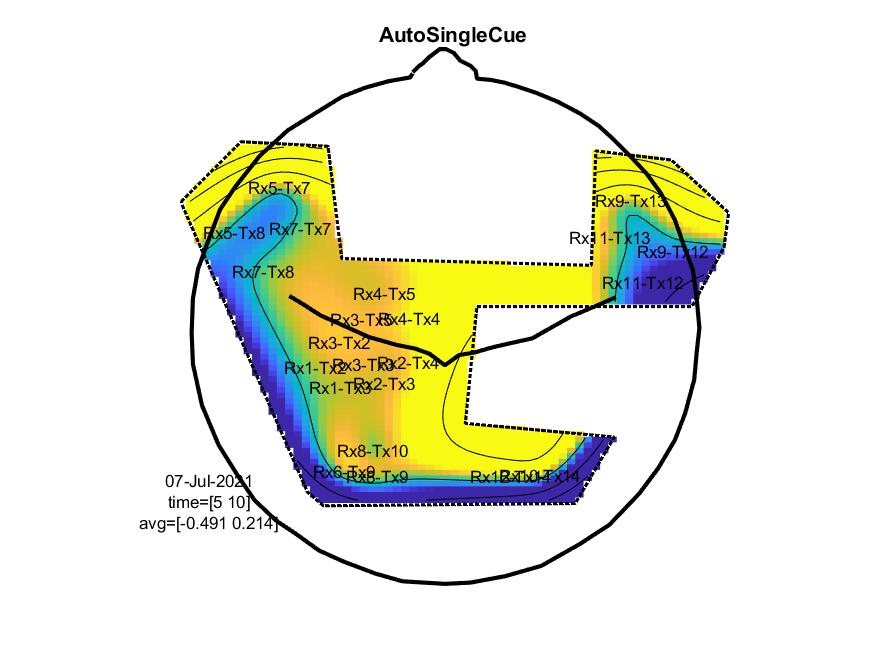 AutoSingleCue
Rx5-Tx7
Rx9-Tx13
Rx5-Tx8
Rx7-Tx7
Rx11-Tx13
Rx9-Tx12
Rx7-Tx8
Rx11-Tx12
Rx4-Tx5
Rx3-Tx5
Rx4-Tx4
Rx3-Tx2
Rx1-Tx2
Rx3-Tx3
Rx2-Tx4
Rx1-Tx3
Rx2-Tx3
Rx8-Tx10
Rx6-Tx9
Rx8-Tx9
07-Jul-2021
time=[5 10]
avg=[-0.491 0.214]